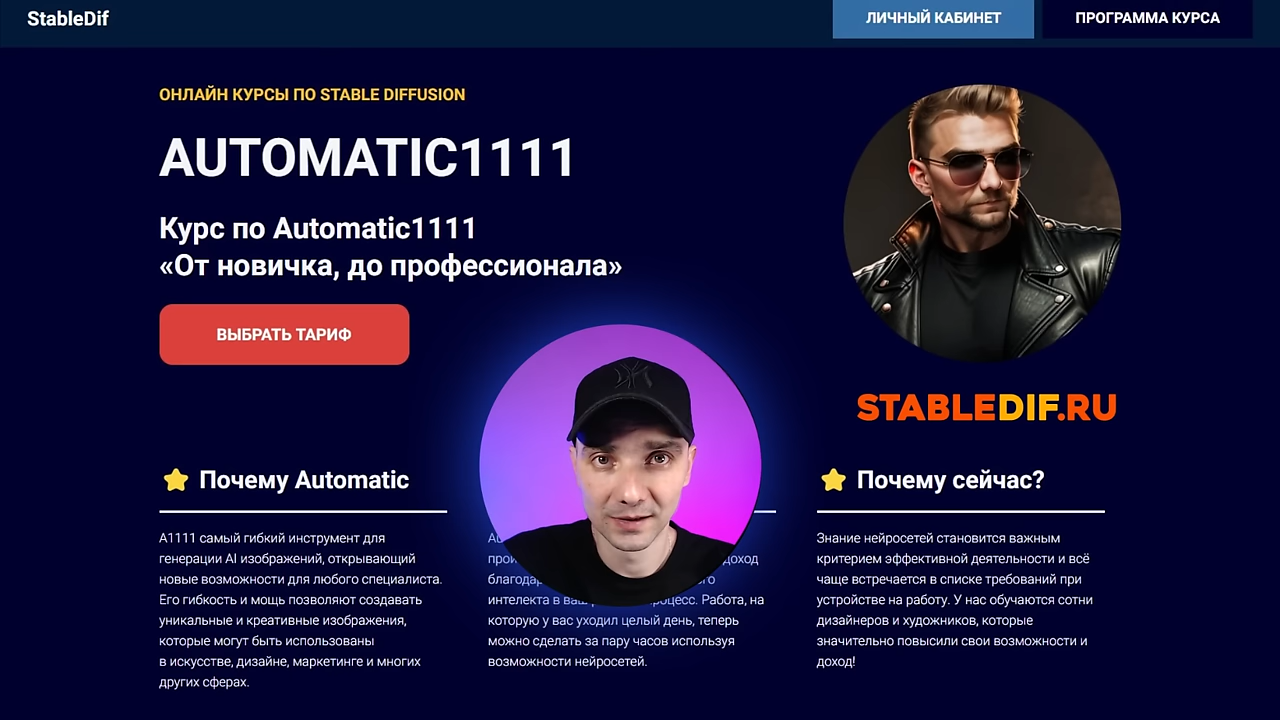 StableDif
ЛИЧНЫЙ КАБИНЕТ
ПРОГРАММА КУРСА
ОНЛАЙН КУРСЫ ПО STABLE DIFFUSION
AUTOMATIC1111
Курс по Automatic1111
«От новичка, до профессионала»
ВЫБРАТЬ ТАРИФ
STABLEDIF.RU
Почему Automatic
A1111 самый гибкий инструмент для
генерации AI изображений, открывающий
новые возможности для любого специалиста.
Его гибкость и мощь позволяют создавать
уникальные и креативные изображения,
которые могут быть использованы
в искусстве, дизайне, маркетинге и многих
других сферах.
доход
интелекта в Работа, на
которую у вас уходил целый день, теперь
можно сделать за пару часов используя
возможности нейросетей.
Почему сейчас?
Знание нейросетей становится важным
критерием эффективной деятельности и всё
чаще встречается в списке требований при
устройстве на работу. У нас обучаются сотни
дизайнеров и художников, которые
значительно повысили свои возможности и
доход!